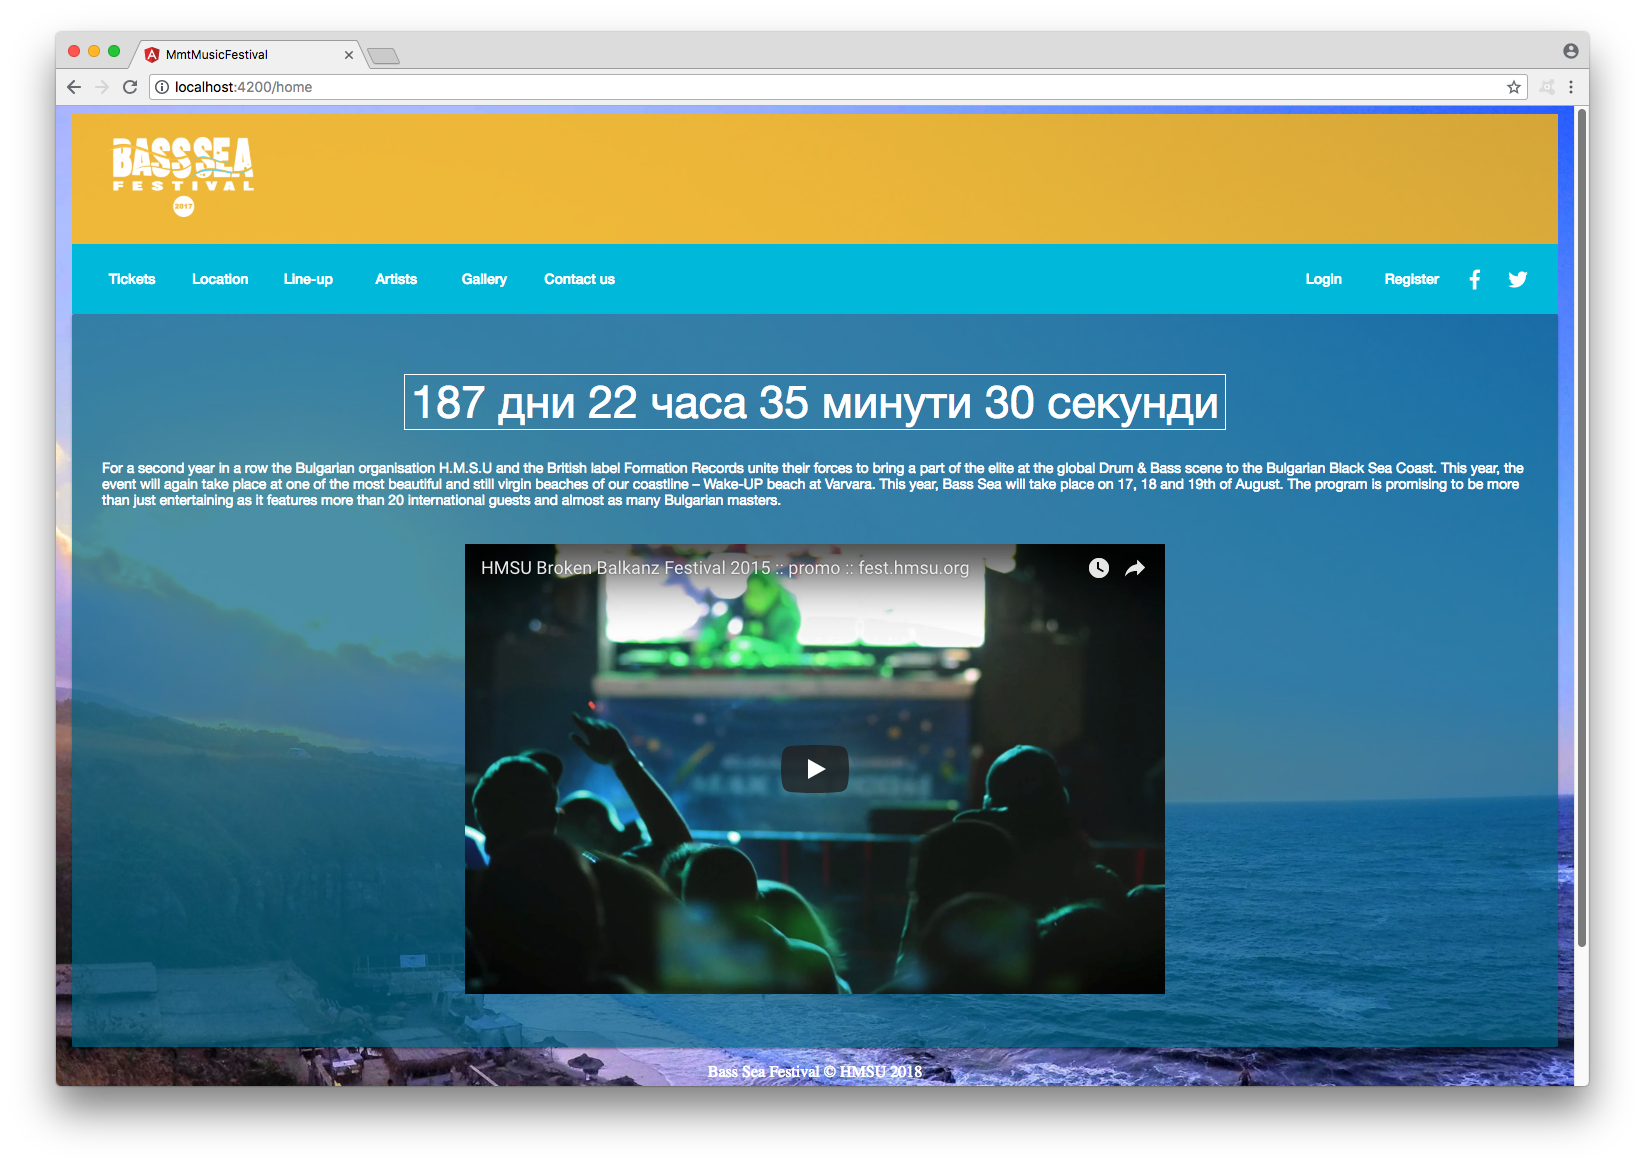 MmtMusicFestival
localhost:4200/home
BASS SEA
FESTIVAL
2017
Tickets Location Line-up Artists Gallery Contact us Login Register
187 дни 22 часа 35 минути 30 секунди
For a second year in a row the Bulgarian organisation H.M.S.U and the British label Formation Records unite their forces to bring a part of the elite at the global Drum & Bass scene to the Bulgarian Black Sea Coast. This year, the
event will again take place at one of the most beautiful and still virgin beaches of our coastline – Wake-UP beach at Varvara. This year, Bass Sea will take place on 17, 18 and 19th of August. The program is promising to be more
than just entertaining as it features more than 20 international guests and almost as many Bulgarian masters.
HMSU Broken Balkanz Festival 2015 :: promo :: fest.hmsu.org
Bass Sea Festival © HMSU 2018